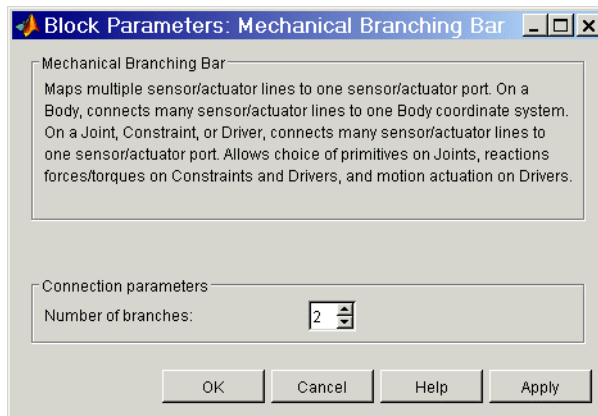 Block Parameters: Mechanical Branching Bar
Mechanical Branching Bar
Maps multiple sensor/actuator lines to one sensor/actuator port. On a
Body, connects many sensor/actuator lines to one Body coordinate system.
On a Joint, Constraint, or Driver, connects many sensor/actuator lines to
one sensor/actuator port. Allows choice of primitives on Joints, reactions
forces/torques on Constraints and Drivers, and motion actuation on Drivers.
Connection parameters
Number of branches: 2
OK Cancel Help Apply